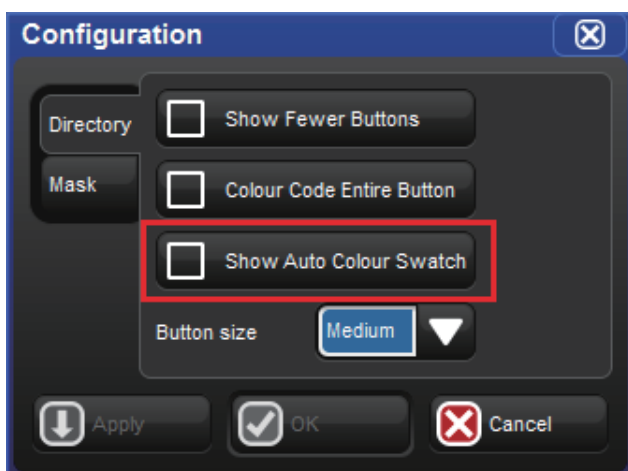 Configuration
Directory
Show Fewer Buttons
Mask
Colour Code Entire Button
Show Auto Colour Swatch
Button size
Medium
Apply
OK
Cancel